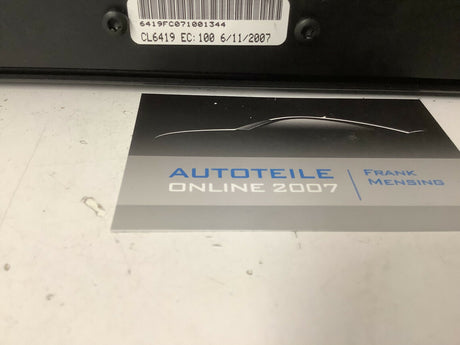 6419FC071001344
CL6419 EC:100 6/11/2007
AUTOTEILE
ONLINE 2007
FRANK
MENSING